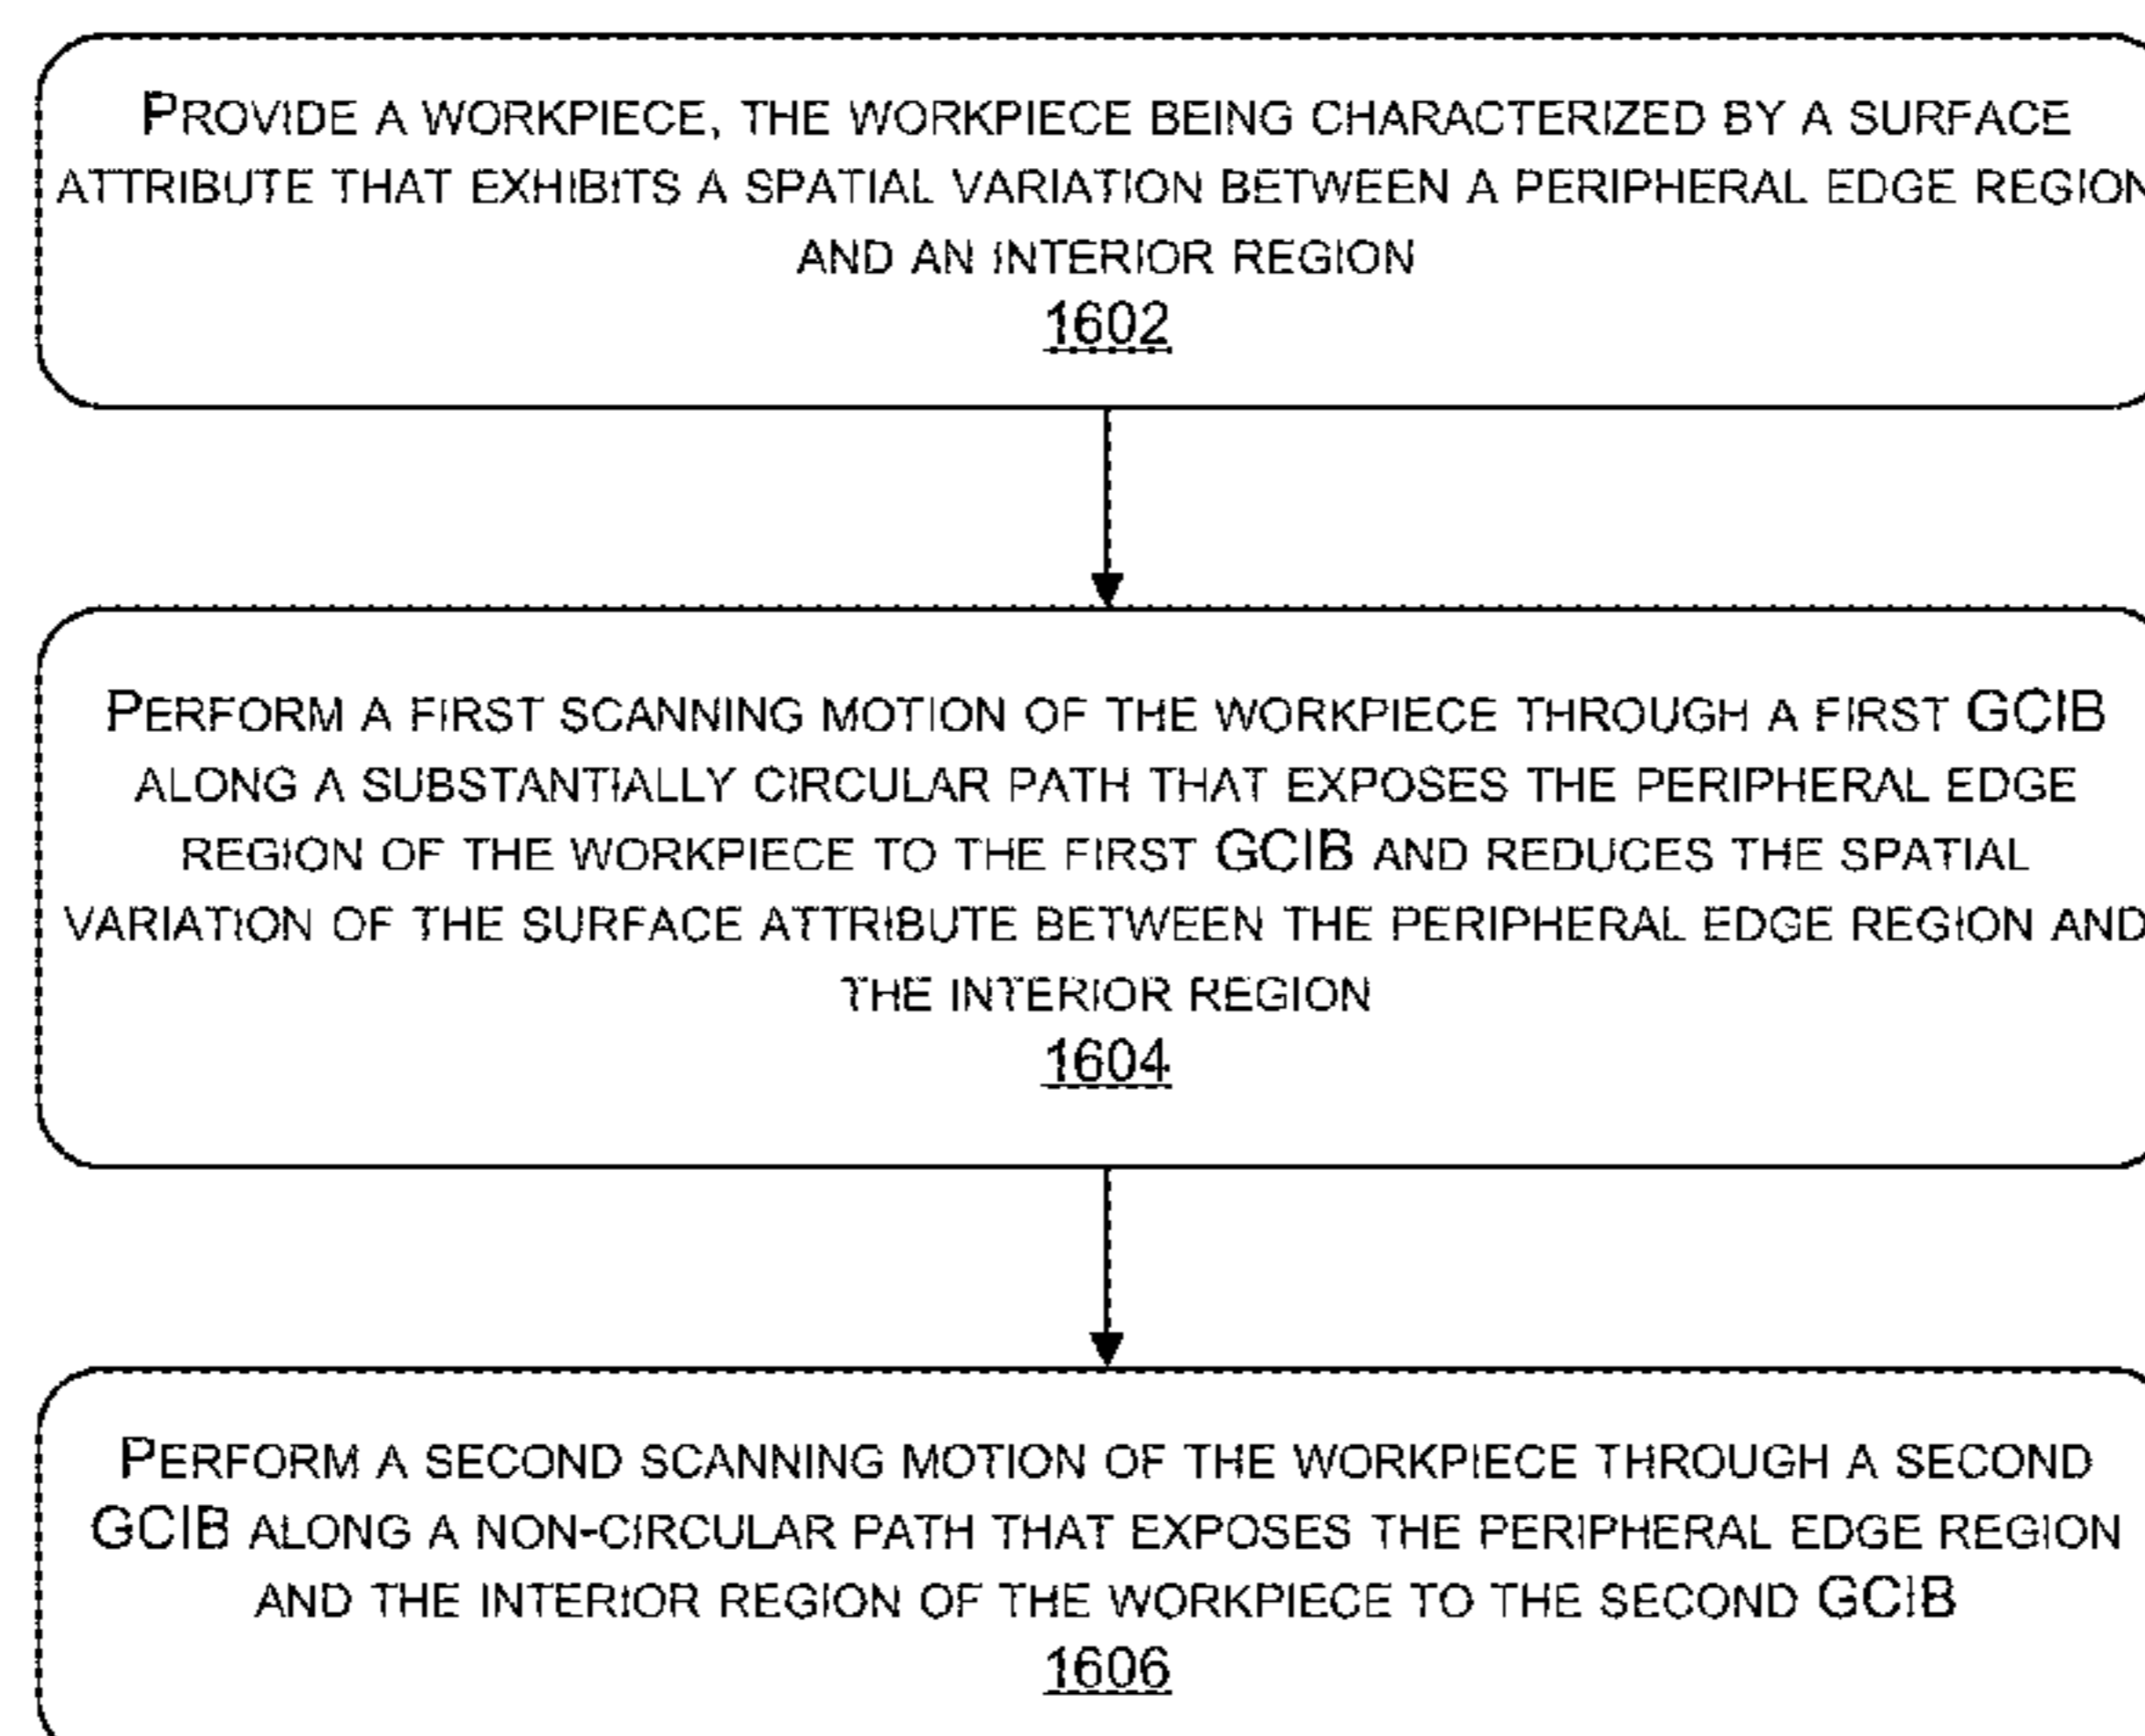 PROVIDE A WORKPIECE, THE WORKPIECE BEING CHARACTERIZED BY A SURFACE
ATTRIBUTE THAT EXHIBITS A SPATIAL VARIATION BETWEEN A PERIPHERAL EDGE REGION
AND AN INTERIOR REGION
1602
PERFORM A FIRST SCANNING MOTION OF THE WORKPIECE THROUGH A FIRST GCIB
ALONG A SUBSTANTIALLY CIRCULAR PATH THAT EXPOSES THE PERIPHERAL EDGE
REGION OF THE WORKPIECE TO THE FIRST GCIB AND REDUCES THE SPATIAL
VARIATION OF THE SURFACE ATTRIBUTE BETWEEN THE PERIPHERAL EDGE REGION AND
THE INTERIOR REGION
1604
PERFORM A SECOND SCANNING MOTION OF THE WORKPIECE THROUGH A SECOND
GCIB ALONG A NON-CIRCULAR PATH THAT EXPOSES THE PERIPHERAL EDGE REGION
AND THE INTERIOR REGION OF THE WORKPIECE TO THE SECOND GCIB
1606